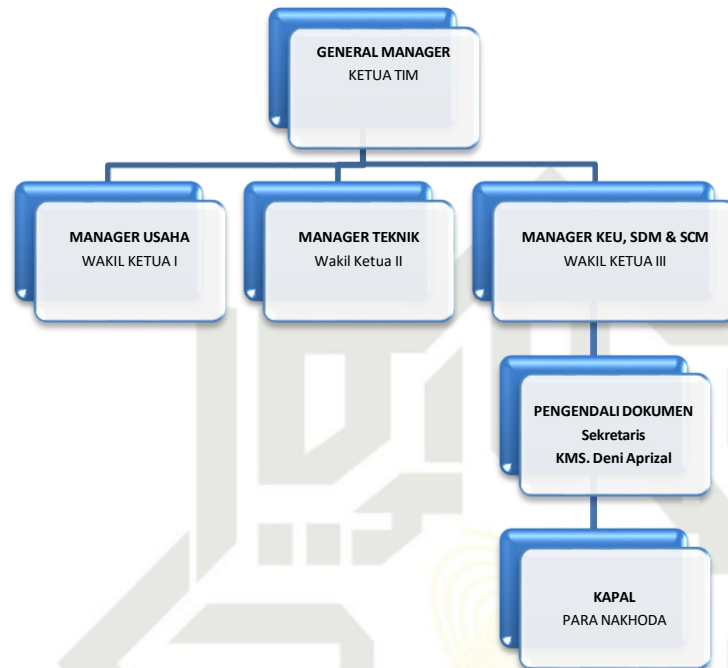 GENERAL MANAGER
KETUA TIM
MANAGER USAHA
WAKIL KETUA I
MANAGER TEKNIK
Wakil Ketua II
MANAGER KEU, SDM & SCM
WAKIL KETUA III
PENGENDALI DOKUMEN
Sekretaris
KMS. Deni Aprizal
KAPAL
PARA NAKHODA